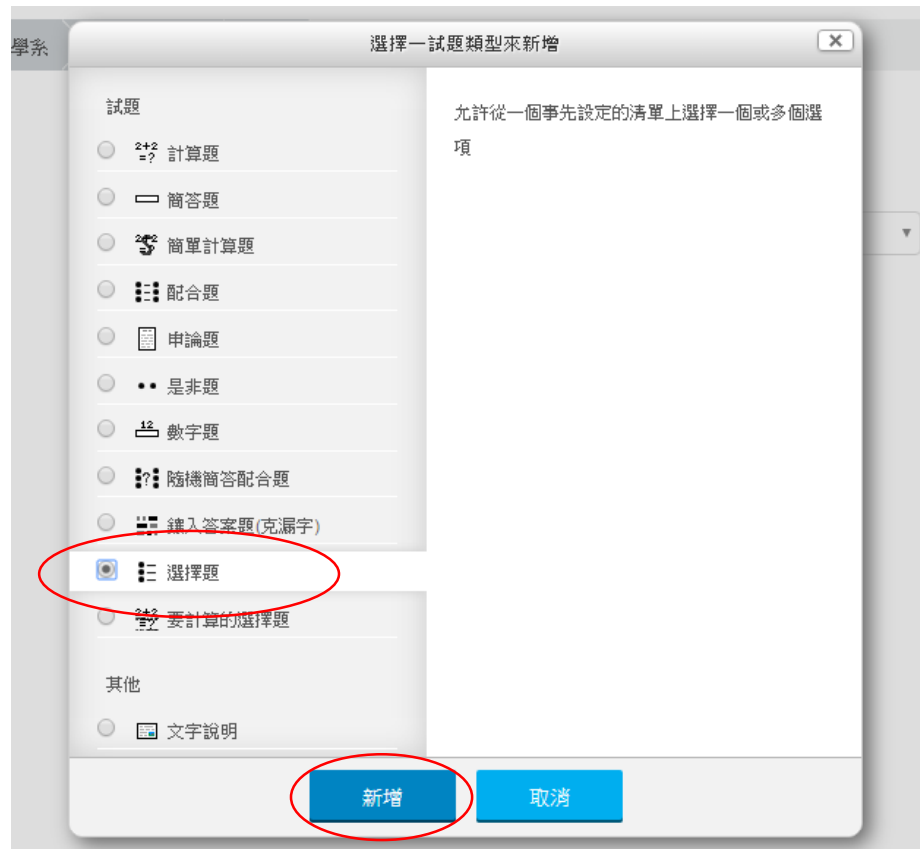 學系
選擇一試題類型來新增
試題
允許從一個事先設定的清單上選擇一個或多個選
項
2+2
=?
計算題
簡答題
簡單計算題
配合題
申論題
是非題
12
數字題
?
隨機簡答配合題
鑲入答案題(克漏字)
選擇題
要計算的選擇題
其他
文字說明
新增
取消